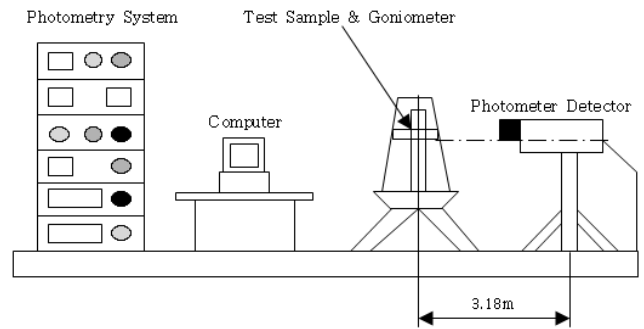 Photometry System
Test Sample & Goniometer
Computer
Photometer Detector
3.18m